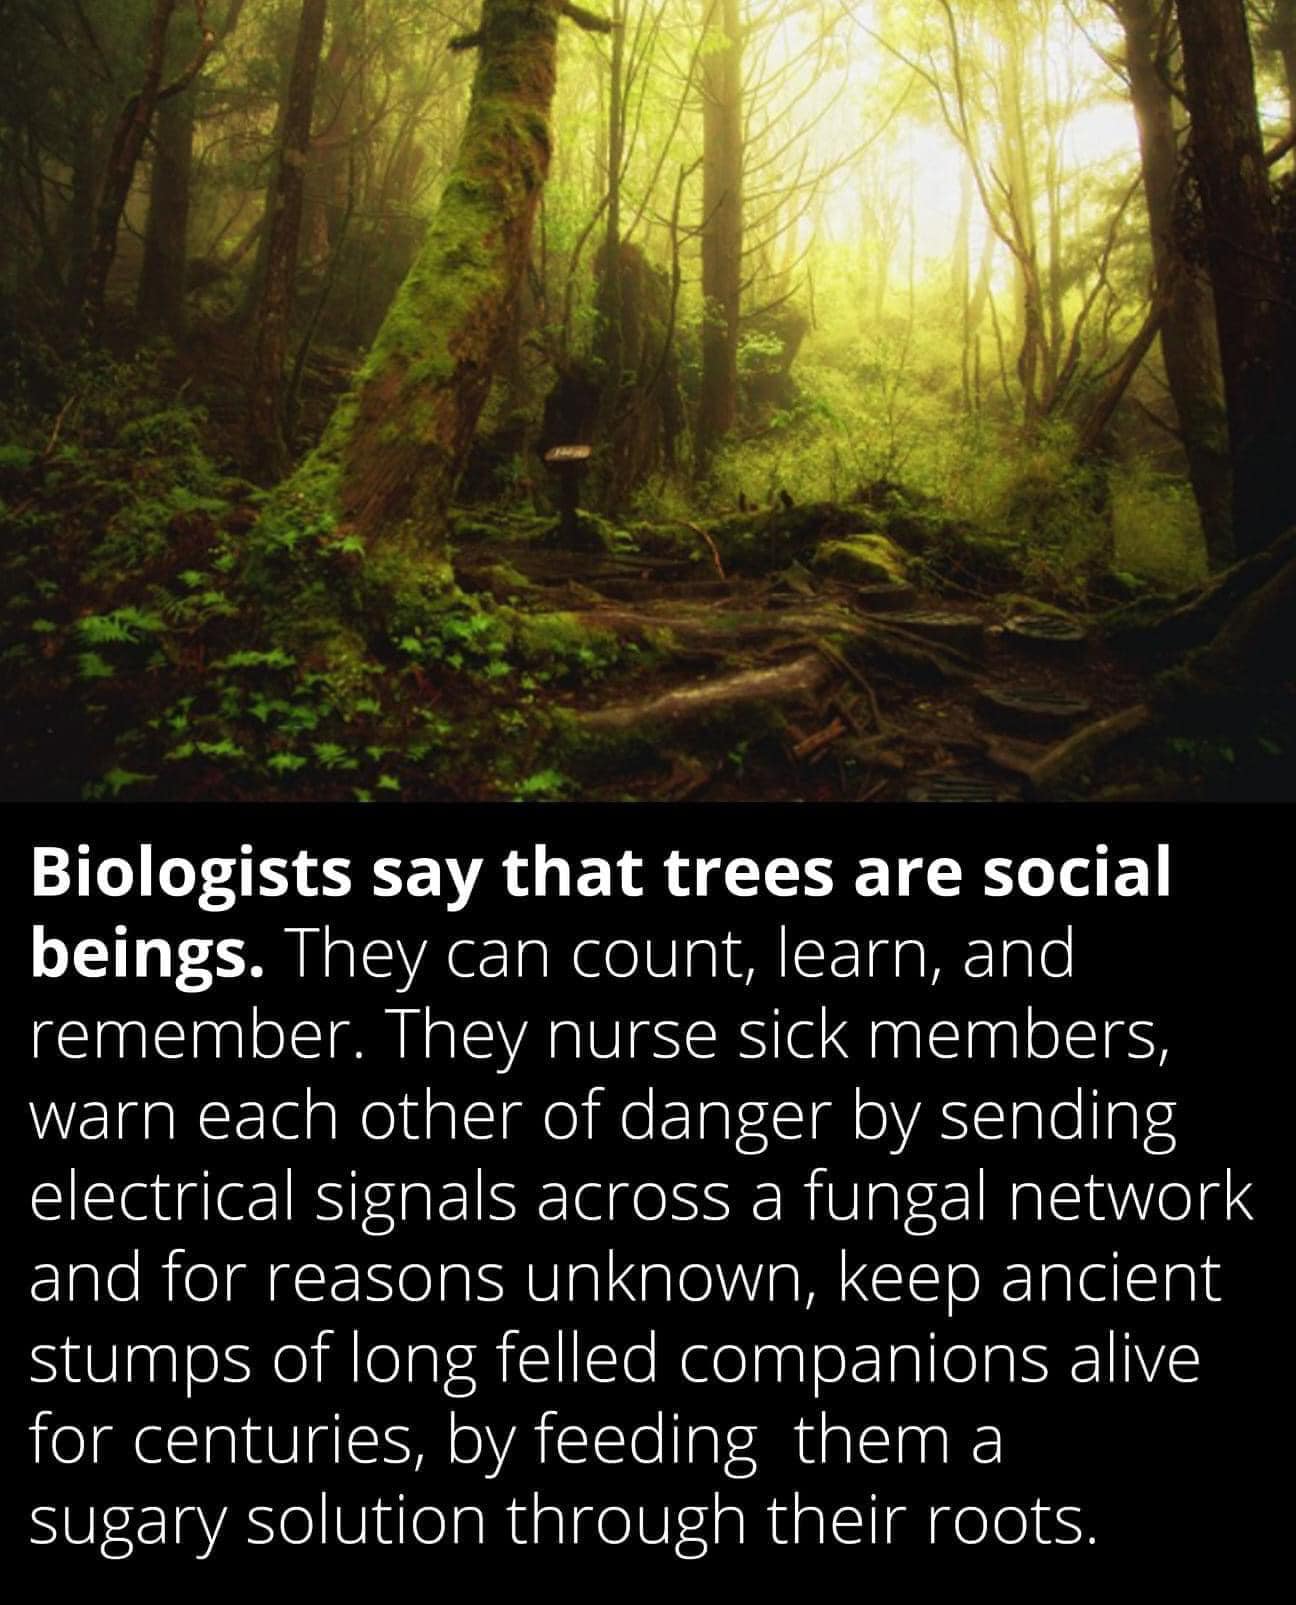 Biologists say that trees are social
beings. They can count, learn, and
remember. They nurse sick members,
warn each other of danger by sending
electrical signals across a fungal network
and for reasons unknown, keep ancient
stumps of long felled companions alive
for centuries, by feeding  them a
sugary solution through their roots.